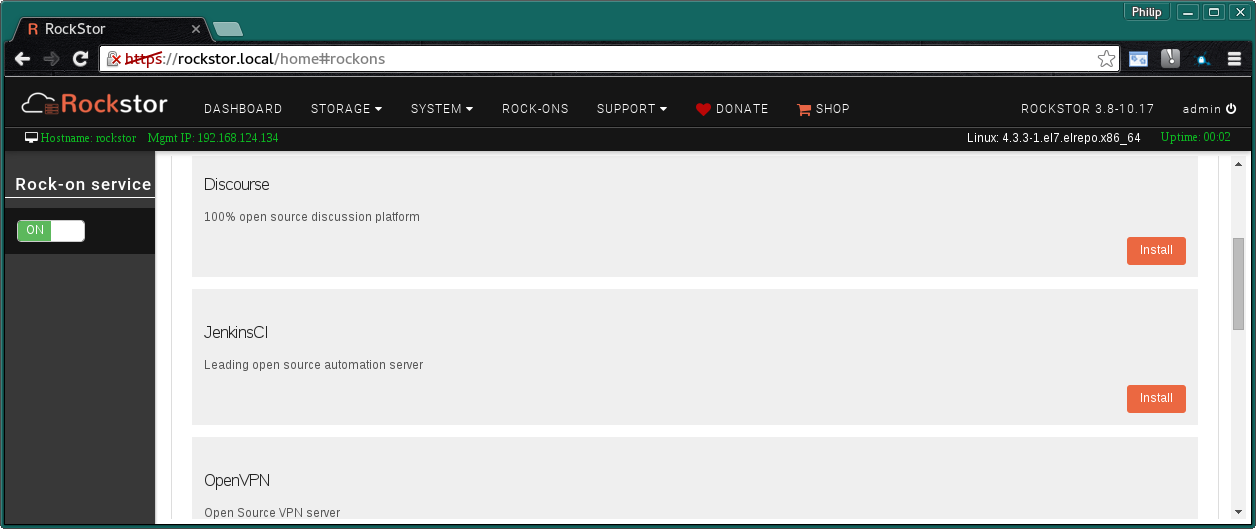 Philip
R RockStor
https://rockstor.local/home#rockons
Rockstor DASHBOARD STORAGE SYSTEM ROCK-ONS SUPPORT DONATE SHOP ROCKSTOR 3.8-10.17 admin
Hostname: rockstor Mgmt IP: 192.168.124.134 Linux: 4.3.3-1.el7.elrepo.x86_64 Uptime: 00:02
Rock-on service
ON
Discourse
100% open source discussion platform
Install
JenkinsCI
Leading open source automation server
Install
OpenVPN
Open Source VPN server